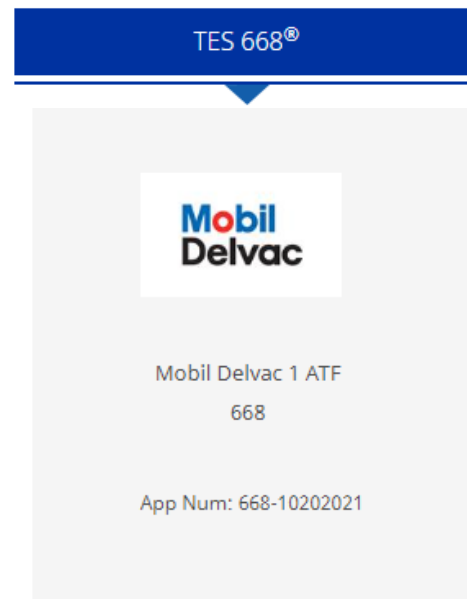 TES 668®
Mobil
Delvac
Mobil Delvac 1 ATF
668
App Num: 668-10202021